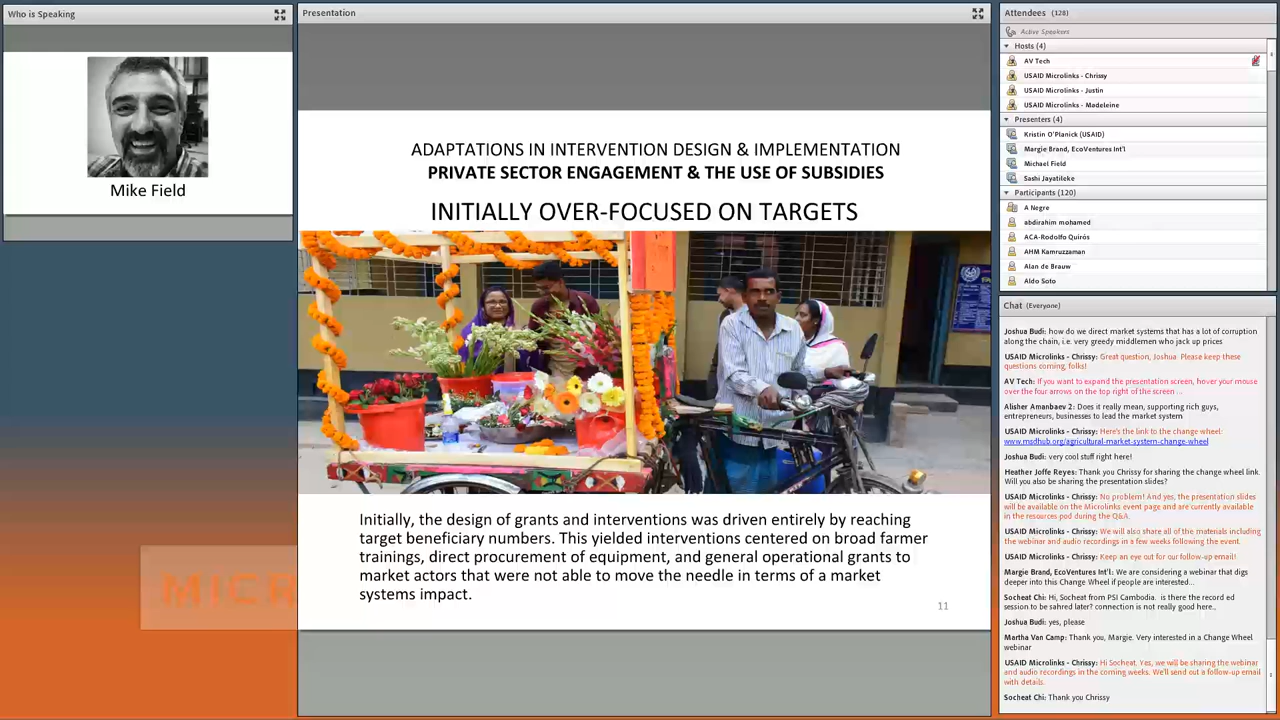 Who is Speaking
Mike Field
Presentation
ADAPTATIONS IN INTERVENTION DESIGN & IMPLEMENTATION
PRIVATE SECTOR ENGAGEMENT & THE USE OF SUBSIDIES
INITIALLY OVER-FOCUSED ON TARGETS
Initially, the design of grants and interventions was driven entirely by reaching
target beneficiary numbers. This yielded interventions centered on broad farmer
trainings, direct procurement of equipment, and general operational grants to
market actors that were not able to move the needle in terms of a market
systems impact.
11
MICR
Attendees (128)
Active Speakers
Hosts (4)
AV Tech
USAID Microlinks - Chrissy
USAID Microlinks - Justin
USAID Microlinks - Madeleine
Presenters (4)
Kristin O'Planick (USAID)
Margie Brand, EcoVentures Int'l
Michael Field
Sashi Jayatileke
Participants (120)
A Negre
abdirahim mohamed
ACA-Rodolfo Quirós
AHM Kamruzzaman
Alan de Brauw
Aldo Soto
Chat (Everyone)
Joshua Budi: how do we direct market systems that has a lot of corruption
along the chain, i.e. very greedy middlemen who jack up prices
USAID Microlinks - Chrissy: Great question, Joshua Please keep these
questions coming, folks!
AV Tech: If you want to expand the presentation screen, hover your mouse
over the four arrows on the top right of the screen ...
Alisher Amanbaev 2: Does it really mean, supporting rich guys,
entrepreneurs, businesses to lead the market system
USAID Microlinks - Chrissy: Here's the link to the change wheel:
www.msdhub.org/agricultural-market-system-change-wheel
Joshua Budi: very cool stuff right here!
Heather Joffe Reyes: Thank you Chrissy for sharing the change wheel link.
Will you also be sharing the presentation slides?
USAID Microlinks - Chrissy: No problem! And yes, the presentation slides
will be available on the Microlinks event page and are currently available
in the resources pod during the Q&A.
USAID Microlinks - Chrissy: We will also share all of the materials including
the webinar and audio recordings in a few weeks following the event.
USAID Microlinks - Chrissy: Keep an eye out for our follow-up email!
Margie Brand, EcoVentures Int'l: We are considering a webinar that digs
deeper into this Change Wheel if people are interested...
Socheat Chi: Hi, Socheat from PSI Cambodia. is there the record ed
session to be sahred later? connection is not really good here..
Joshua Budi: yes, please
Martha Van Camp: Thank you, Margie. Very interested in a Change Wheel
webinar
USAID Microlinks - Chrissy: Hi Socheat, Yes, we will be sharing the webinar
and audio recordings in the coming weeks. We'll send out a follow-up email
with details.
Socheat Chi: Thank you Chrissy